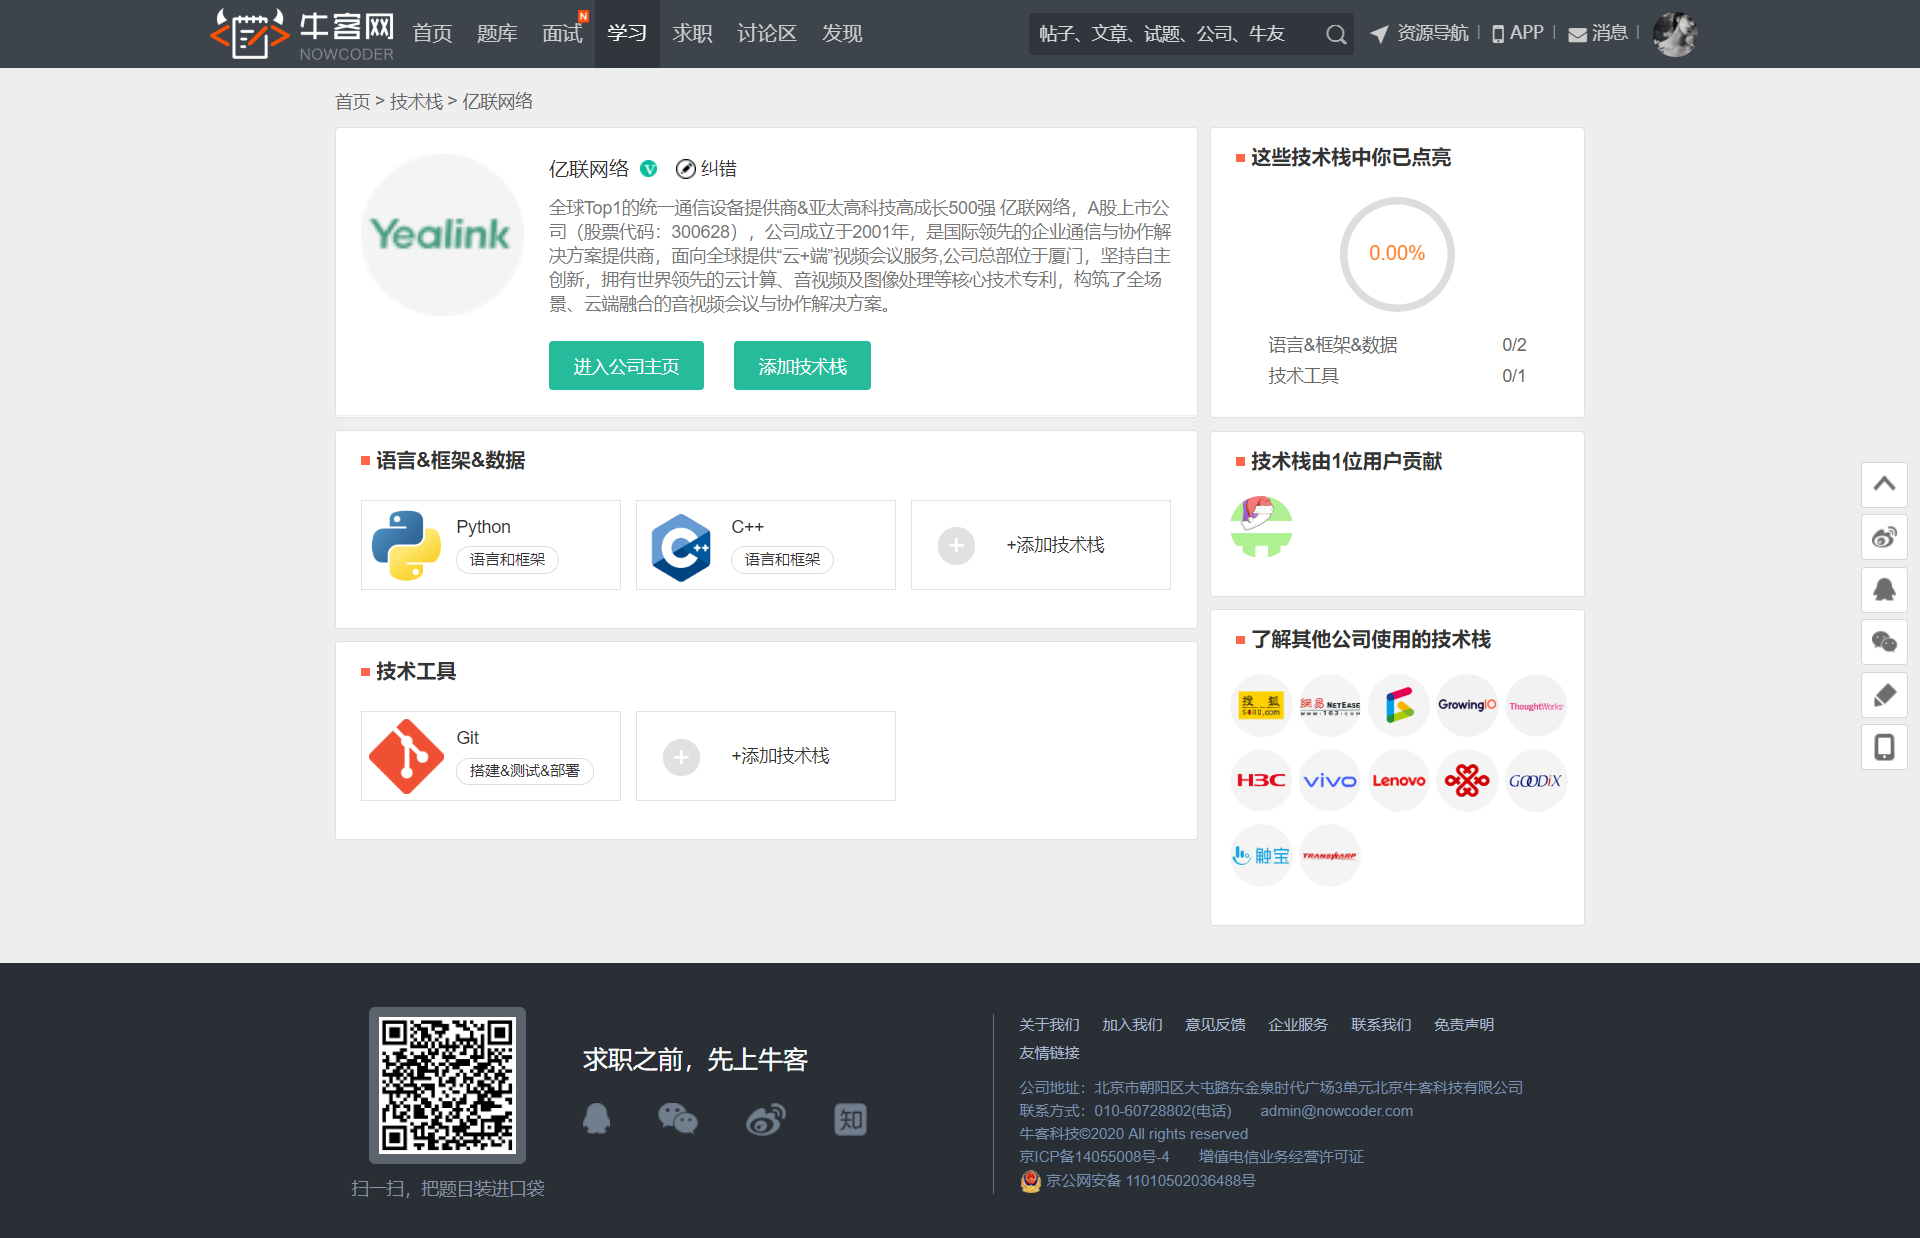 牛客网
NOWCODER
首页
题库
面试
N
学习
求职
讨论区
发现
帖子、文章、试题、公司、牛友
资源导航
APP
消息
首页 > 技术栈 > 亿联网络
Yealink
亿联网络
V
纠错
全球Top1的统一通信设备提供商&亚太高科技高成长500强 亿联网络，A股上市公
司（股票代码：300628），公司成立于2001年，是国际领先的企业通信与协作解
决方案提供商，面向全球提供“云+端”视频会议服务,公司总部位于厦门，坚持自主
创新，拥有世界领先的云计算、音视频及图像处理等核心技术专利，构筑了全场
景、云端融合的音视频会议与协作解决方案。
进入公司主页
添加技术栈
这些技术栈中你已点亮
0.00%
语言&框架&数据 0/2
技术工具 0/1
语言&框架&数据
Python
语言和框架
C++
语言和框架
+添加技术栈
技术栈由1位用户贡献
技术工具
Git
搭建&测试&部署
+添加技术栈
了解其他公司使用的技术栈
搜狐
SOHU.com
網易 NETEASE
www.163.com
GrowingIO
ThoughtWorks
H3C
vivo
Lenovo
GOODiX
触宝
TRANSWARP
求职之前，先上牛客
知
扫一扫，把题目装进口袋
关于我们 加入我们 意见反馈 企业服务 联系我们 免责声明
友情链接
公司地址：北京市朝阳区大屯路东金泉时代广场3单元北京牛客科技有限公司
联系方式：010-60728802(电话) admin@nowcoder.com
牛客科技©2020 All rights reserved
京ICP备14055008号-4 增值电信业务经营许可证
京公网安备 11010502036488号